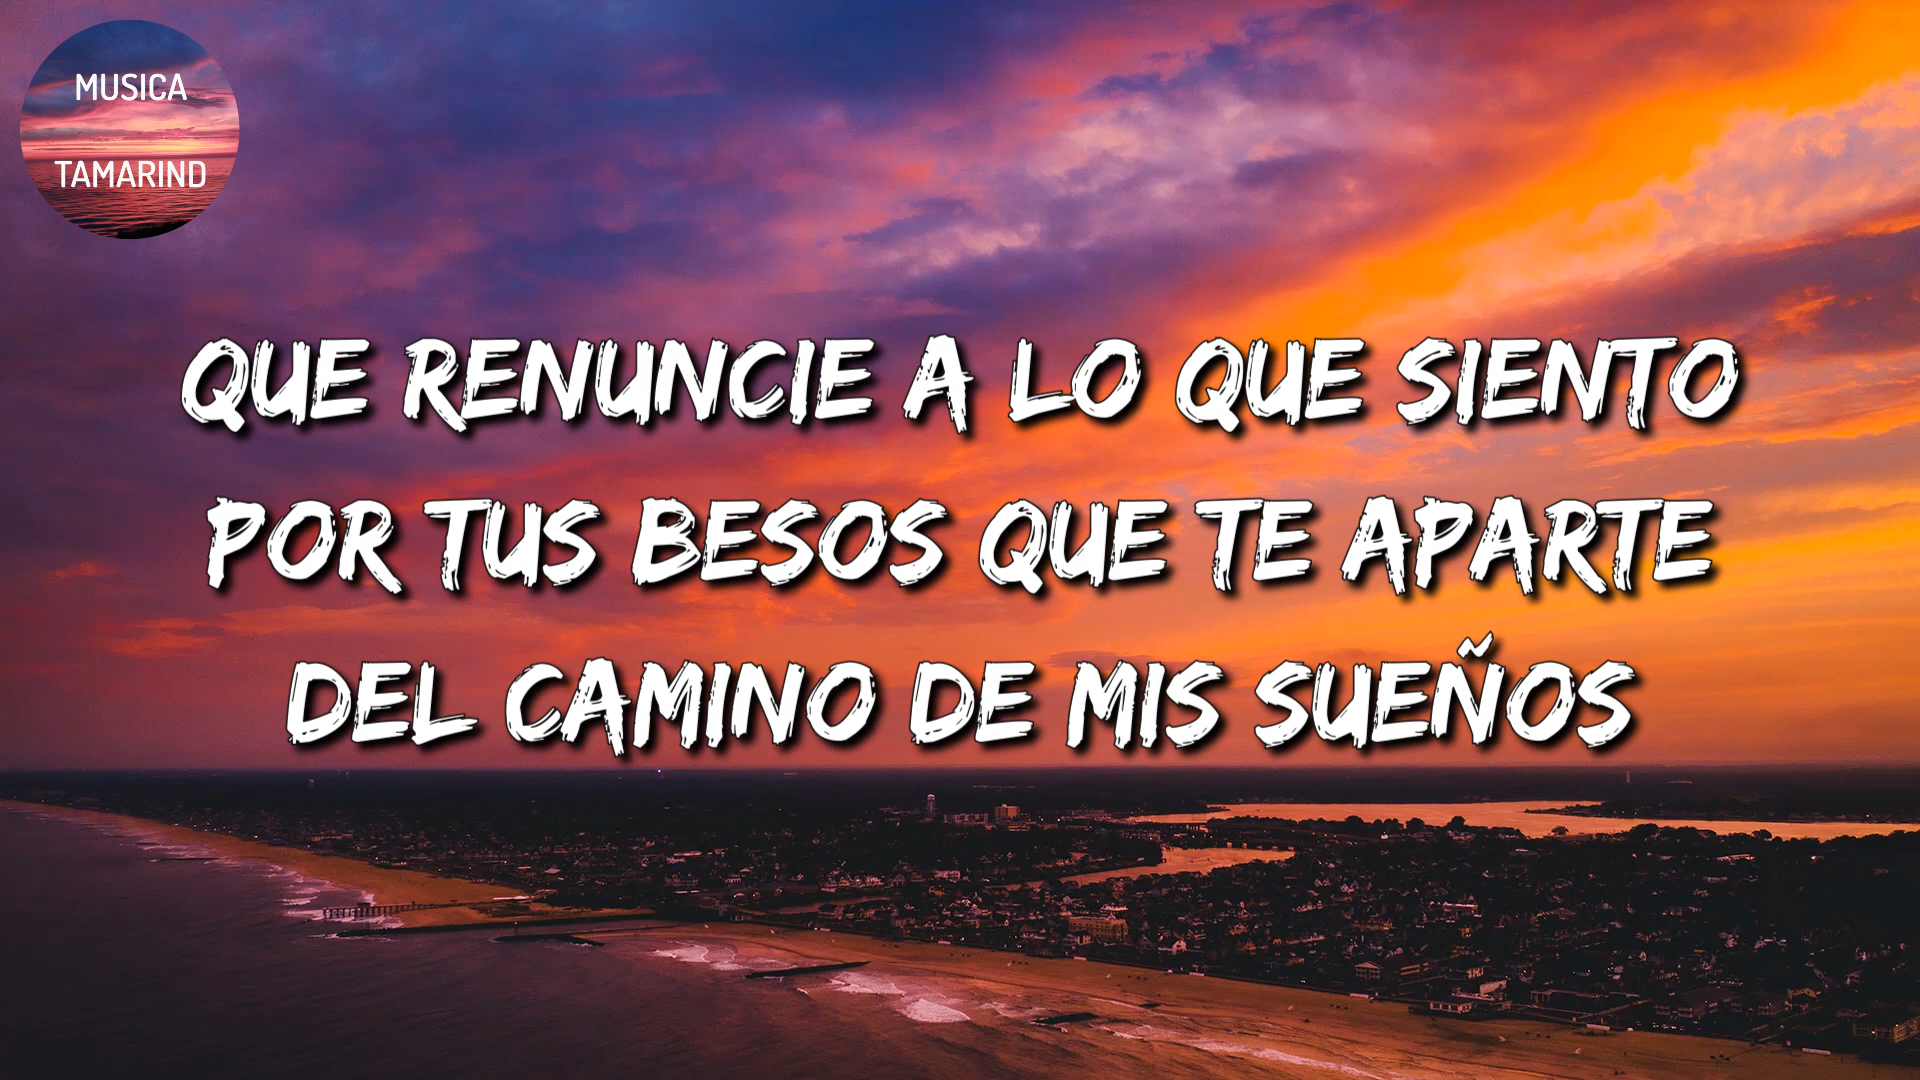 MUSICA
TAMARIND
QUE RENUNCIE A LO QUE SIENTO
POR TUS BESOS QUE TE APARTE
DEL CAMINO DE MIS SUEÑOS